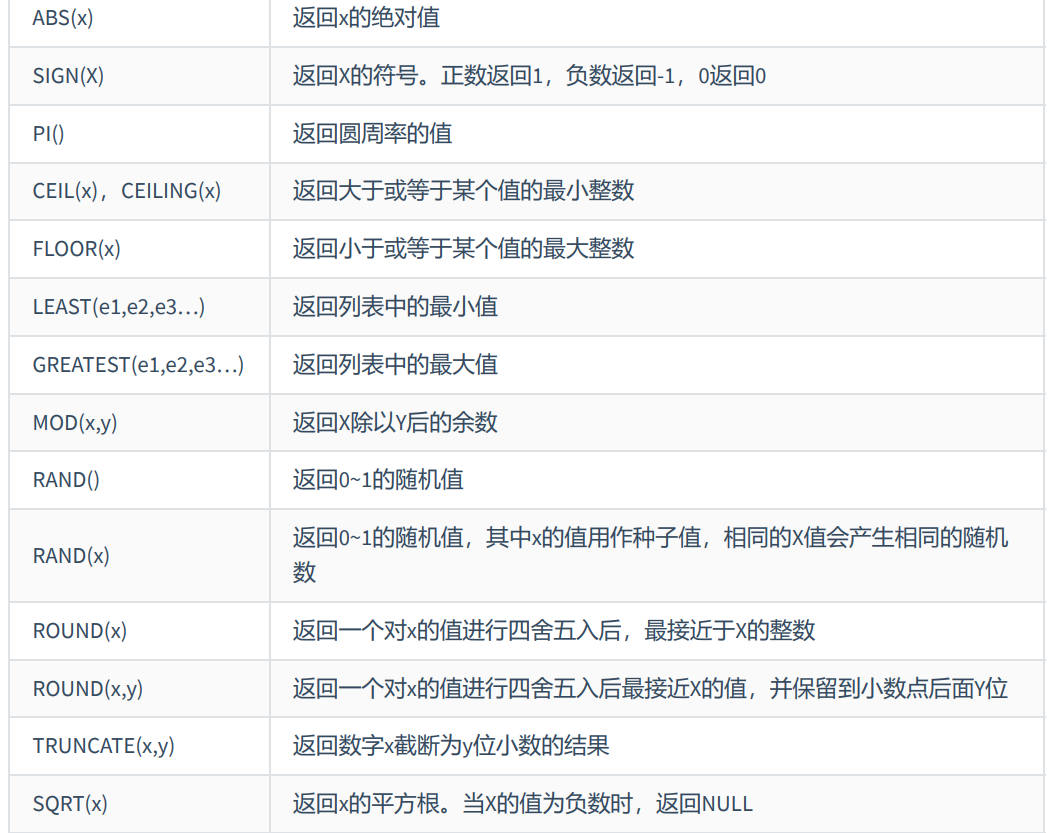 ABS(x) 返回x的绝对值
SIGN(X) 返回X的符号。正数返回1，负数返回-1，0返回0
PI() 返回圆周率的值
CEIL(x)，CEILING(x) 返回大于或等于某个值的最小整数
FLOOR(x) 返回小于或等于某个值的最大整数
LEAST(e1,e2,e3…) 返回列表中的最小值
GREATEST(e1,e2,e3…) 返回列表中的最大值
MOD(x,y) 返回X除以Y后的余数
RAND() 返回0~1的随机值
RAND(x) 返回0~1的随机值，其中x的值用作种子值，相同的X值会产生相同的随机
数
ROUND(x) 返回一个对x的值进行四舍五入后，最接近于X的整数
ROUND(x,y) 返回一个对x的值进行四舍五入后最接近X的值，并保留到小数点后面Y位
TRUNCATE(x,y) 返回数字x截断为y位小数的结果
SQRT(x) 返回x的平方根。当X的值为负数时，返回NULL